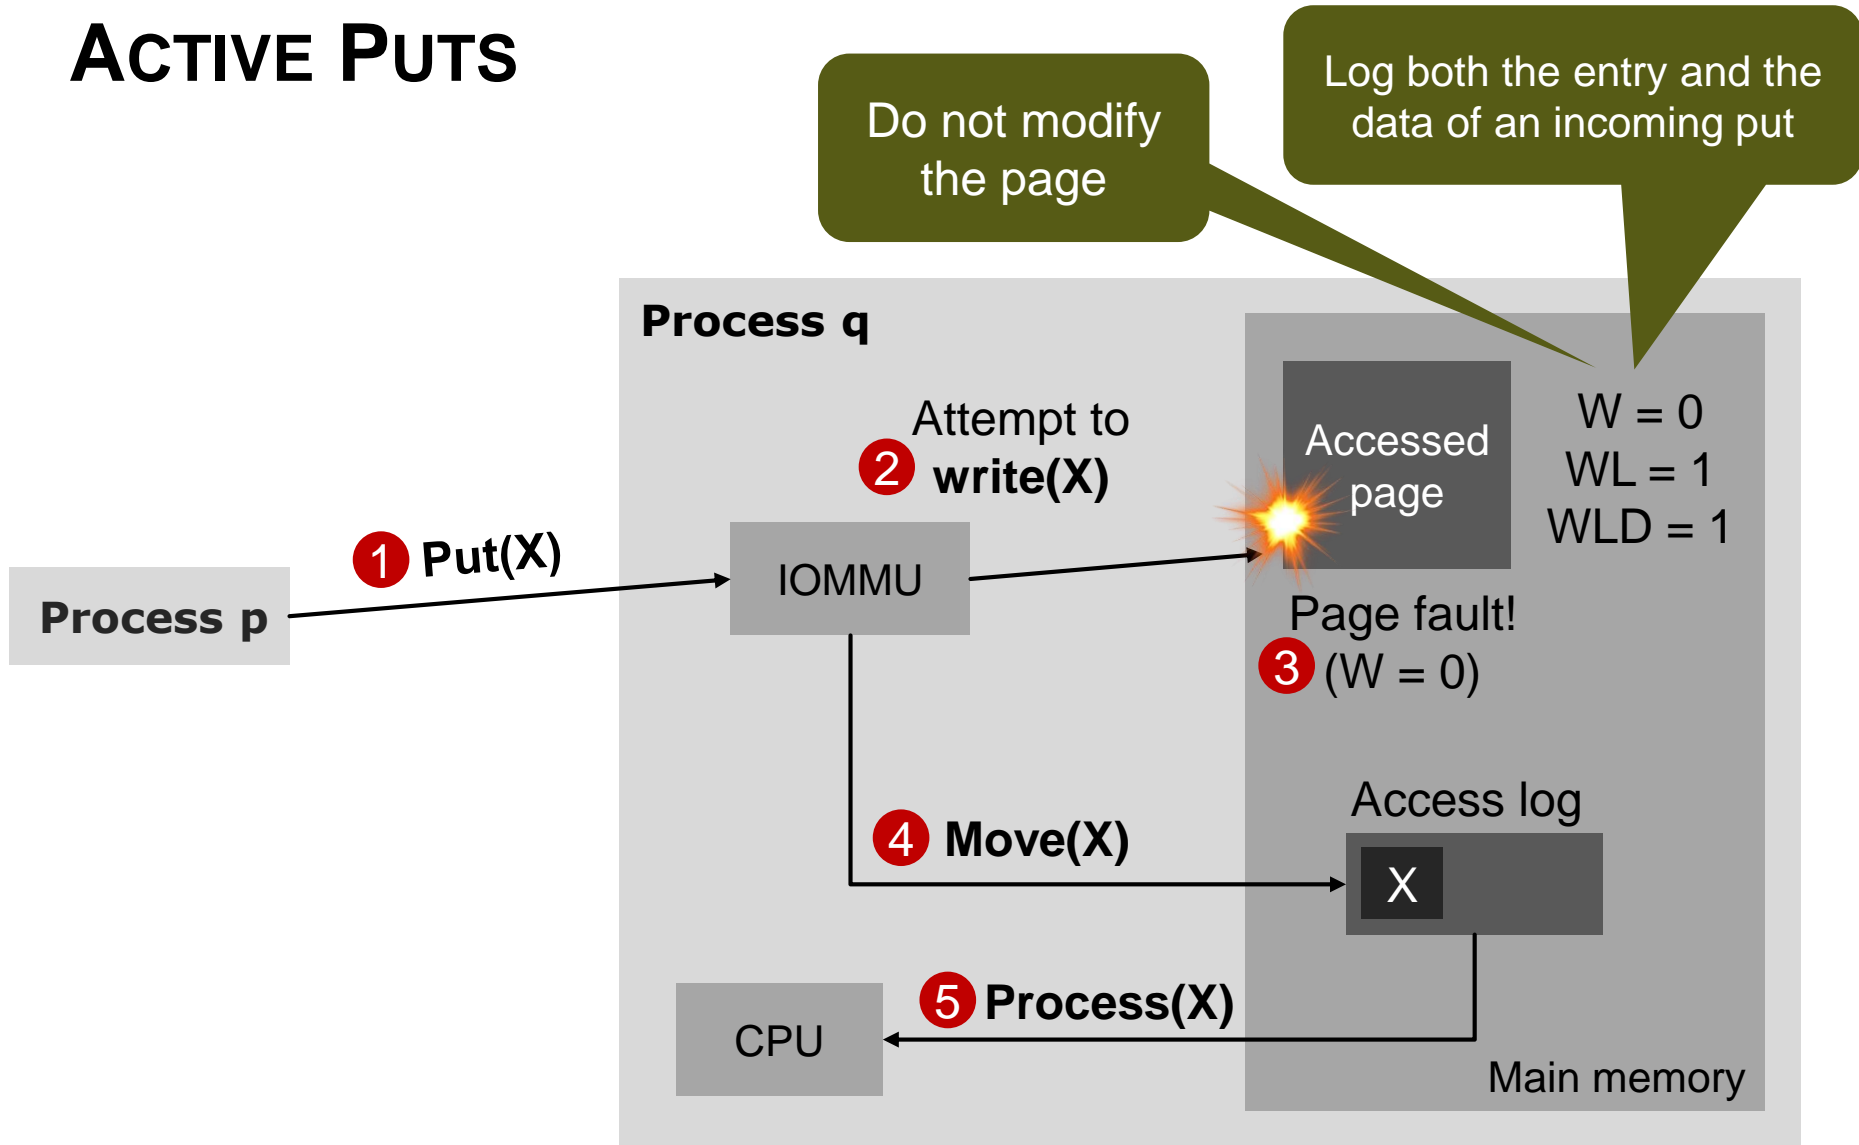 ACTIVE PUTS
Do not modify
the page
Log both the entry and the
data of an incoming put
Process q
Attempt to
2 write(X)
Accessed
page
W = 0
WL = 1
WLD = 1
1 Put(X)
IOMMU
Process p
Page fault!
3 (W = 0)
Access log
4 Move(X)
X
5 Process(X)
CPU
Main memory